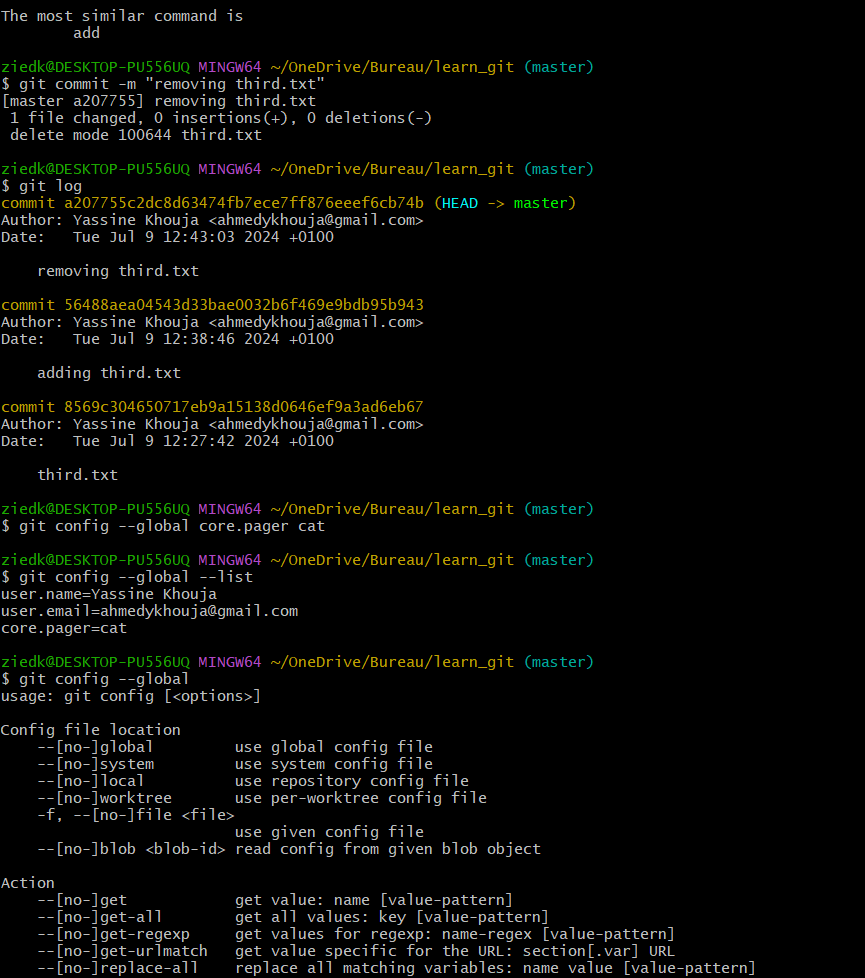 The most similar command is
        add

ziedk@DESKTOP-PU556UQ MINGW64 ~/OneDrive/Bureau/learn_git (master)
$ git commit -m "removing third.txt"
[master a207755] removing third.txt
 1 file changed, 0 insertions(+), 0 deletions(-)
 delete mode 100644 third.txt

ziedk@DESKTOP-PU556UQ MINGW64 ~/OneDrive/Bureau/learn_git (master)
$ git log
commit a207755c2dc8d63474fb7ece7ff876eeef6cb74b (HEAD -> master)
Author: Yassine Khouja <ahmedykhouja@gmail.com>
Date:   Tue Jul 9 12:43:03 2024 +0100

    removing third.txt

commit 56488aea04543d33bae0032b6f469e9bdb95b943
Author: Yassine Khouja <ahmedykhouja@gmail.com>
Date:   Tue Jul 9 12:38:46 2024 +0100

    adding third.txt

commit 8569c304650717eb9a15138d0646ef9a3ad6eb67
Author: Yassine Khouja <ahmedykhouja@gmail.com>
Date:   Tue Jul 9 12:27:42 2024 +0100

    third.txt

ziedk@DESKTOP-PU556UQ MINGW64 ~/OneDrive/Bureau/learn_git (master)
$ git config --global core.pager cat

ziedk@DESKTOP-PU556UQ MINGW64 ~/OneDrive/Bureau/learn_git (master)
$ git config --global --list
user.name=Yassine Khouja
user.email=ahmedykhouja@gmail.com
core.pager=cat

ziedk@DESKTOP-PU556UQ MINGW64 ~/OneDrive/Bureau/learn_git (master)
$ git config --global
usage: git config [<options>]

Config file location
    --[no-]global         use global config file
    --[no-]system         use system config file
    --[no-]local          use repository config file
    --[no-]worktree       use per-worktree config file
    -f, --[no-]file <file>
                          use given config file
    --[no-]blob <blob-id> read config from given blob object

Action
    --[no-]get            get value: name [value-pattern]
    --[no-]get-all        get all values: key [value-pattern]
    --[no-]get-regexp     get values for regexp: name-regex [value-pattern]
    --[no-]get-urlmatch   get value specific for the URL: section[.var] URL
    --[no-]replace-all    replace all matching variables: name value [value-pattern]